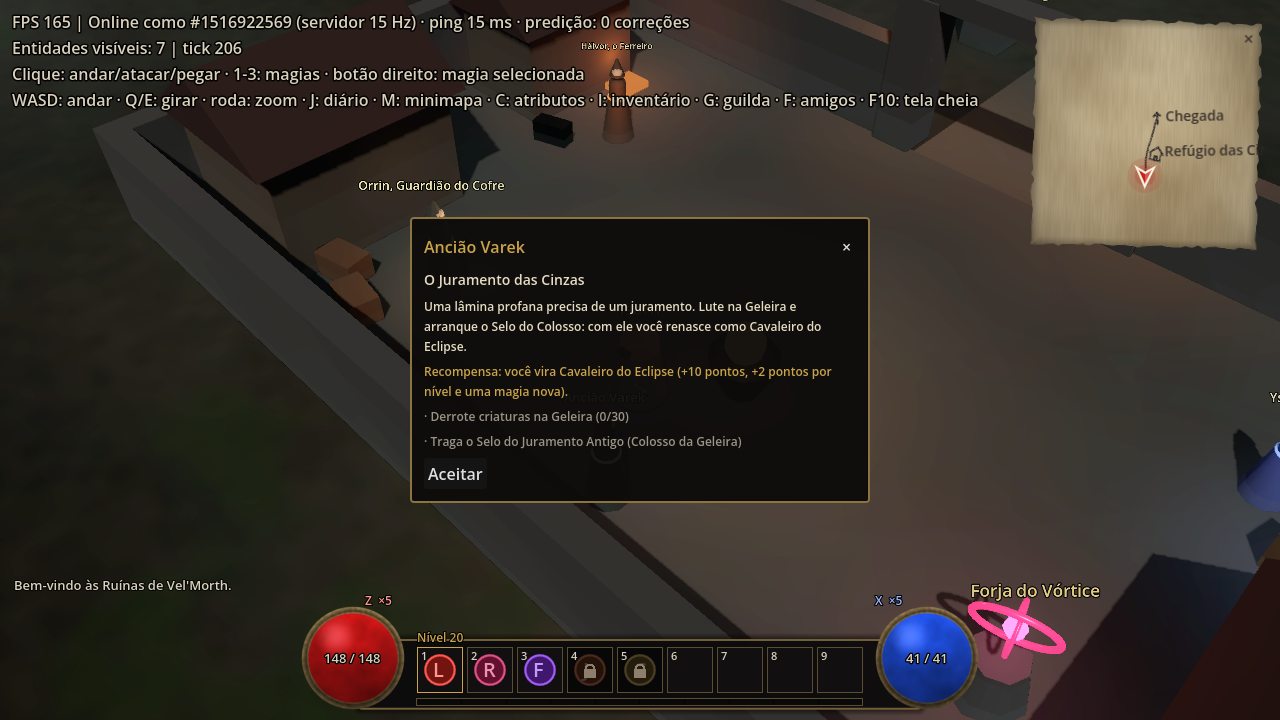 FPS 165 | Online como #1516922569 (servidor 15 Hz) · ping 15 ms · predição: 0 correções
Entidades visíveis: 7 | tick 206
Clique: andar/atacar/pegar · 1-3: magias · botão direito: magia selecionada
WASD: andar · Q/E: girar · roda: zoom · J: diário · M: minimapa · C: atributos · I: inventário · G: guilda · F: amigos · F10: tela cheia
Halvor, o Ferreiro
×
Chegada
Refúgio das Ci
Orrin, Guardião do Cofre
Ancião Varek
×
O Juramento das Cinzas
Uma lâmina profana precisa de um juramento. Lute na Geleira e
arranque o Selo do Colosso: com ele você renasce como Cavaleiro do
Eclipse.
Recompensa: você vira Cavaleiro do Eclipse (+10 pontos, +2 pontos por
nível e uma magia nova).
Ancião Varek
· Derrote criaturas na Geleira (0/30)
· Traga o Selo do Juramento Antigo (Colosso da Geleira)
Aceitar
Ys
Bem-vindo às Ruínas de Vel'Morth.
Forja do Vórtice
Z ×5
X ×5
Nível 20
148 / 148
1 L
2 R
3 F
4
5
6
7
8
9
41 / 41